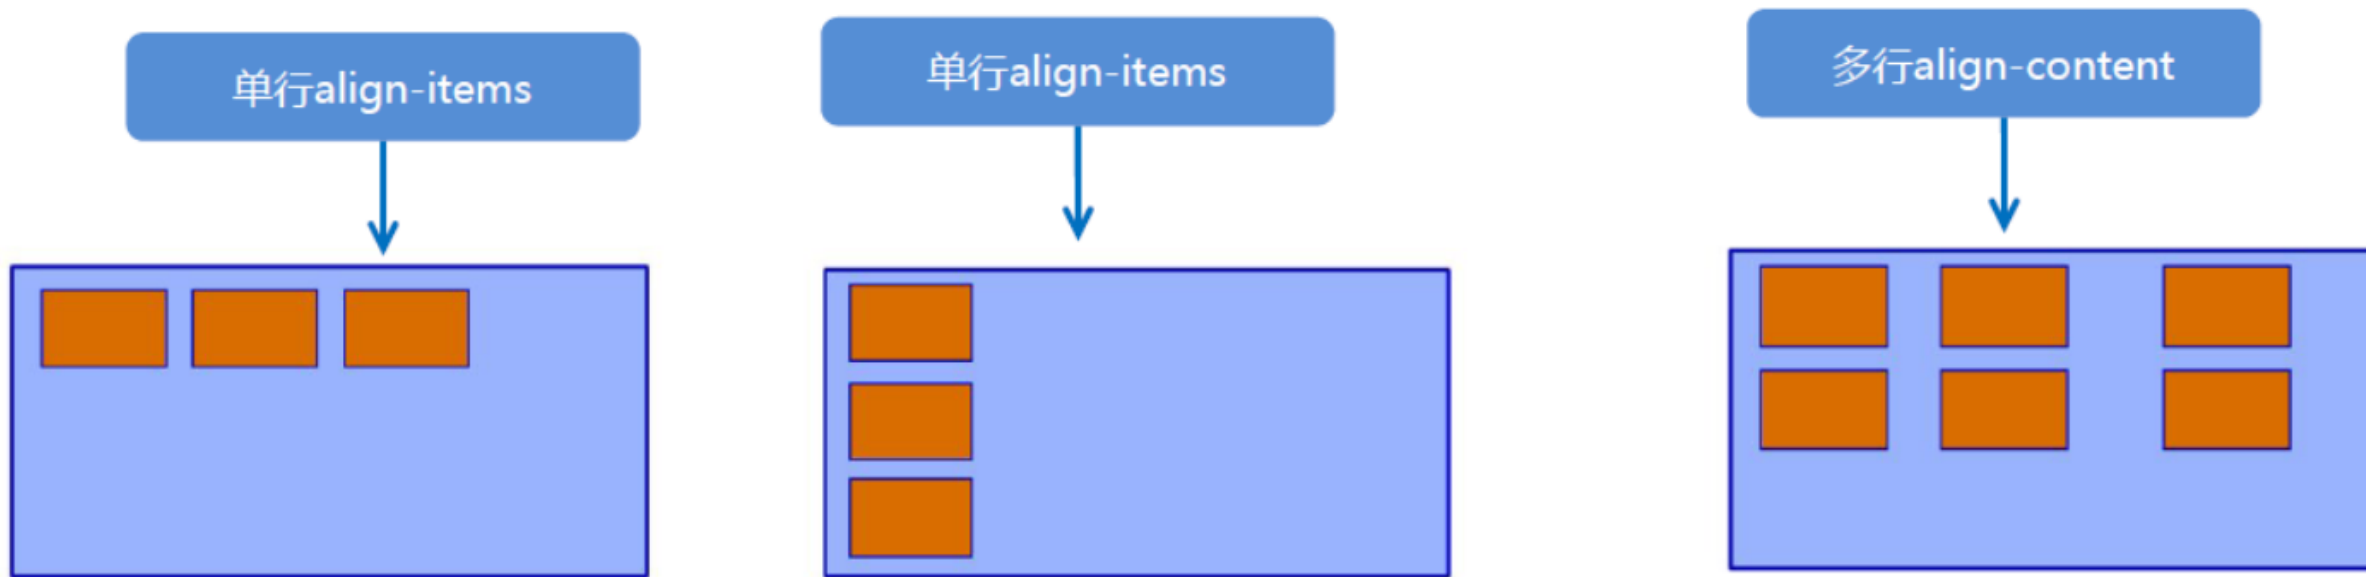 单行align-items
单行align-items
多行align-content